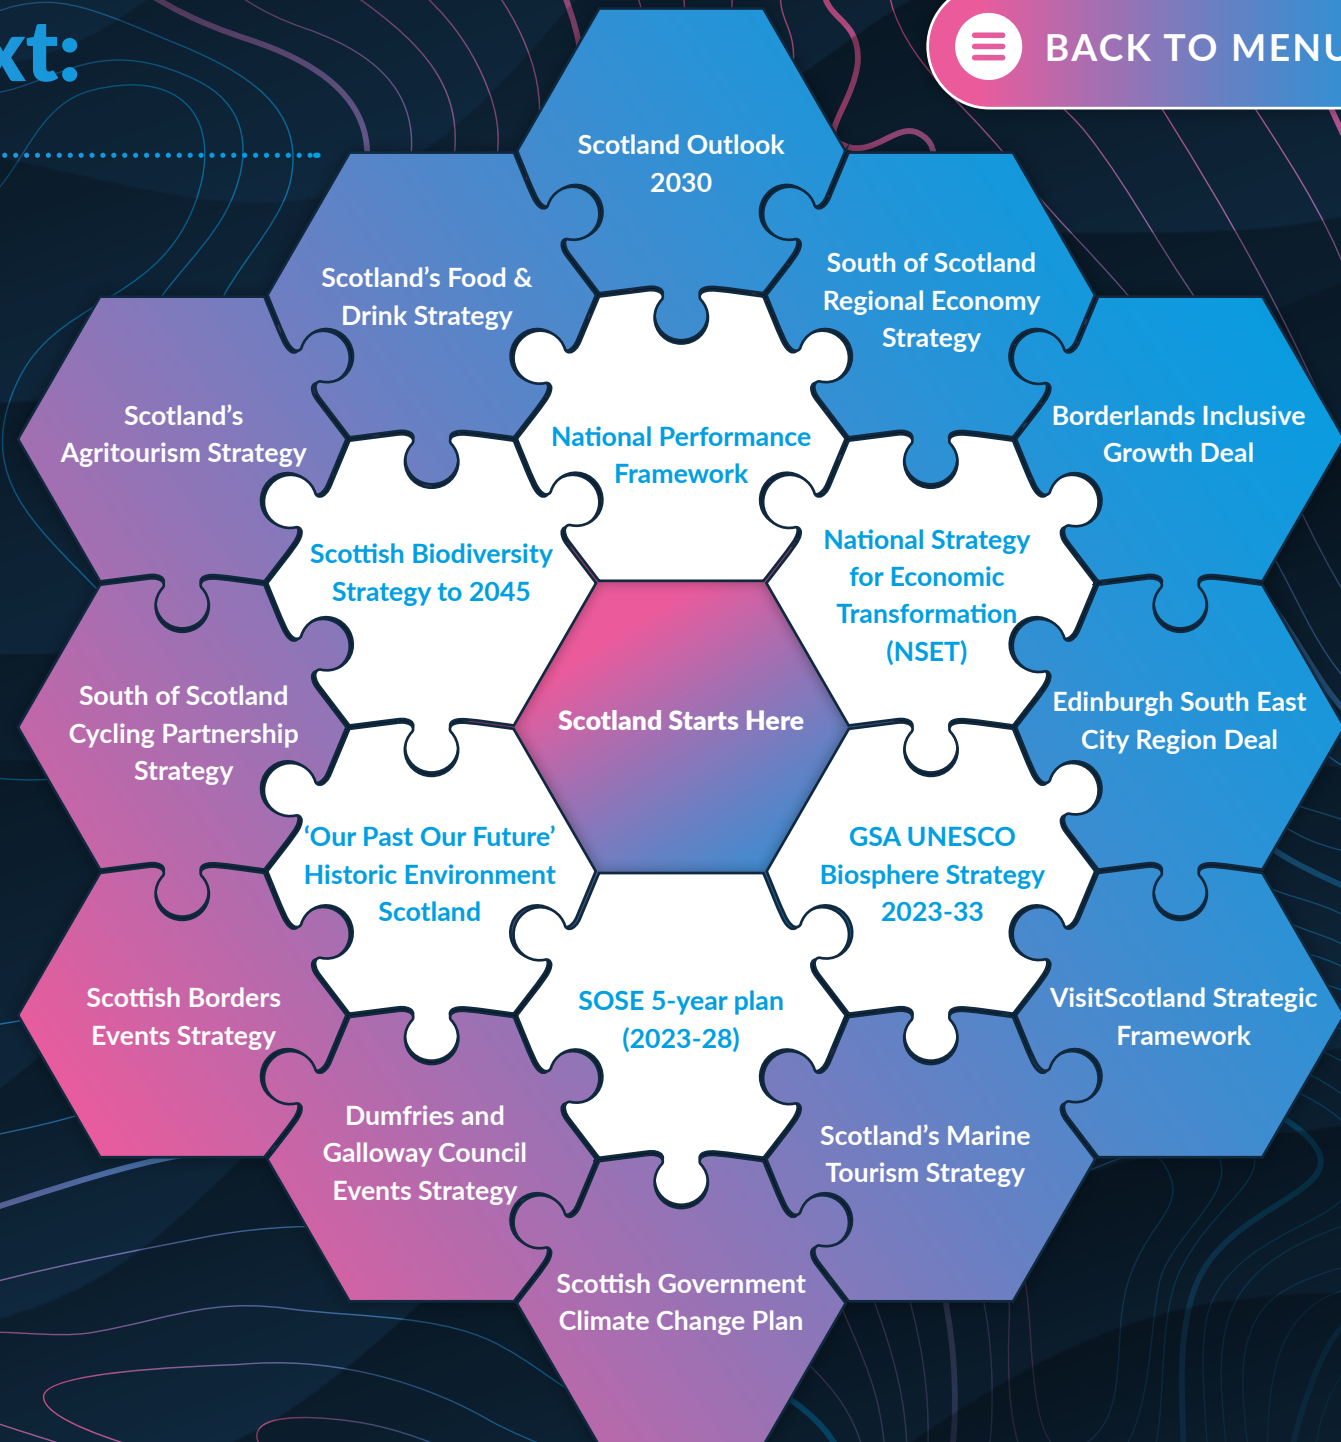 xt:
BACK TO MENU
Scotland Outlook
2030
Scotland’s Food &
Drink Strategy
South of Scotland
Regional Economy
Strategy
Scotland’s
Agritourism Strategy
National Performance
Framework
Borderlands Inclusive
Growth Deal
Scottish Biodiversity
Strategy to 2045
National Strategy
for Economic
Transformation
(NSET)
South of Scotland
Cycling Partnership
Strategy
Scotland Starts Here
Edinburgh South East
City Region Deal
‘Our Past Our Future’
Historic Environment
Scotland
GSA UNESCO
Biosphere Strategy
2023-33
Scottish Borders
Events Strategy
SOSE 5-year plan
(2023-28)
VisitScotland Strategic
Framework
Dumfries and
Galloway Council
Events Strategy
Scotland’s Marine
Tourism Strategy
Scottish Government
Climate Change Plan